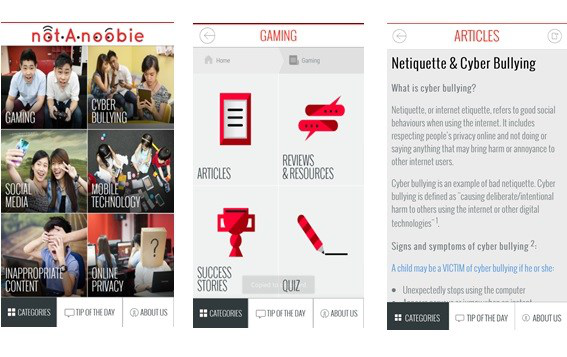 not·A·noobie
GAMING
CYBER
BULLYING
SOCIAL
MEDIA
MOBILE
TECHNOLOGY
INAPPROPRIATE
CONTENT
ONLINE
PRIVACY
?
CATEGORIES
TIP OF THE DAY
ABOUT US
GAMING
Home
Gaming
ARTICLES
REVIEWS
& RESOURCES
SUCCESS
STORIES
QUIZ
CATEGORIES
TIP OF THE DAY
ABOUT US
ARTICLES
Netiquette & Cyber Bullying
What is cyber bullying?
Netiquette, or internet etiquette, refers to good social
behaviours when using the internet. It includes
respecting people's privacy online and not doing or
saying anything that may bring harm or annoyance to
other internet users.
Cyber bullying is an example of bad netiquette. Cyber
bullying is defined as "causing deliberate/intentional
harm to others using the internet or other digital
technologies" 1.
Signs and symptoms of cyber bullying 2:
A child may be a VICTIM of cyber bullying if he or she:
• Unexpectedly stops using the computer
CATEGORIES
TIP OF THE DAY
ABOUT US